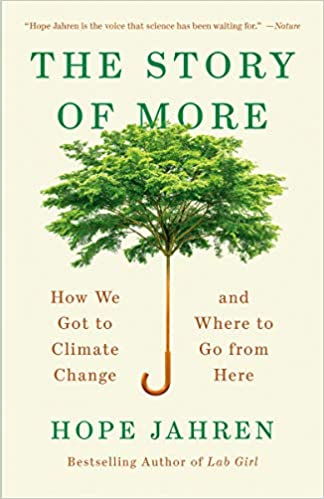 “Hope Jahren is the voice that science has been waiting for.” —Nature
THE STORY
OF MORE
How We
Got to
Climate
Change
and
Where to
Go from
Here
HOPE JAHREN
Bestselling Author of Lab Girl